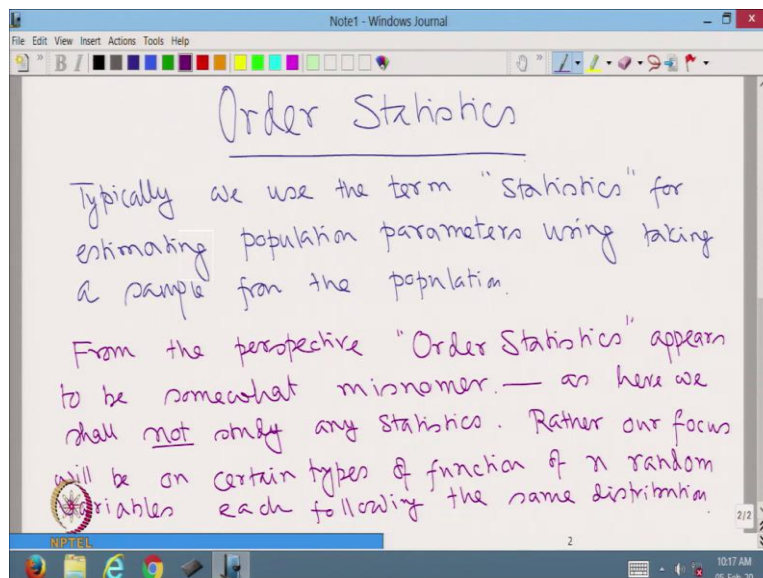 Note1 - Windows Journal
File Edit View Insert Actions Tools Help
B I
Order Statistics
Typically we use the term "Statistics" for
estimating population parameters using taking
a sample from the population.
From the perspective "Order Statistics" appears
to be somewhat misnomer. — as here we
shall not study any statistics. Rather our focus
will be on certain types of function of n random
variables each following the same distribution
2/2
NPTEL
2
10:17 AM
05-Feb-20